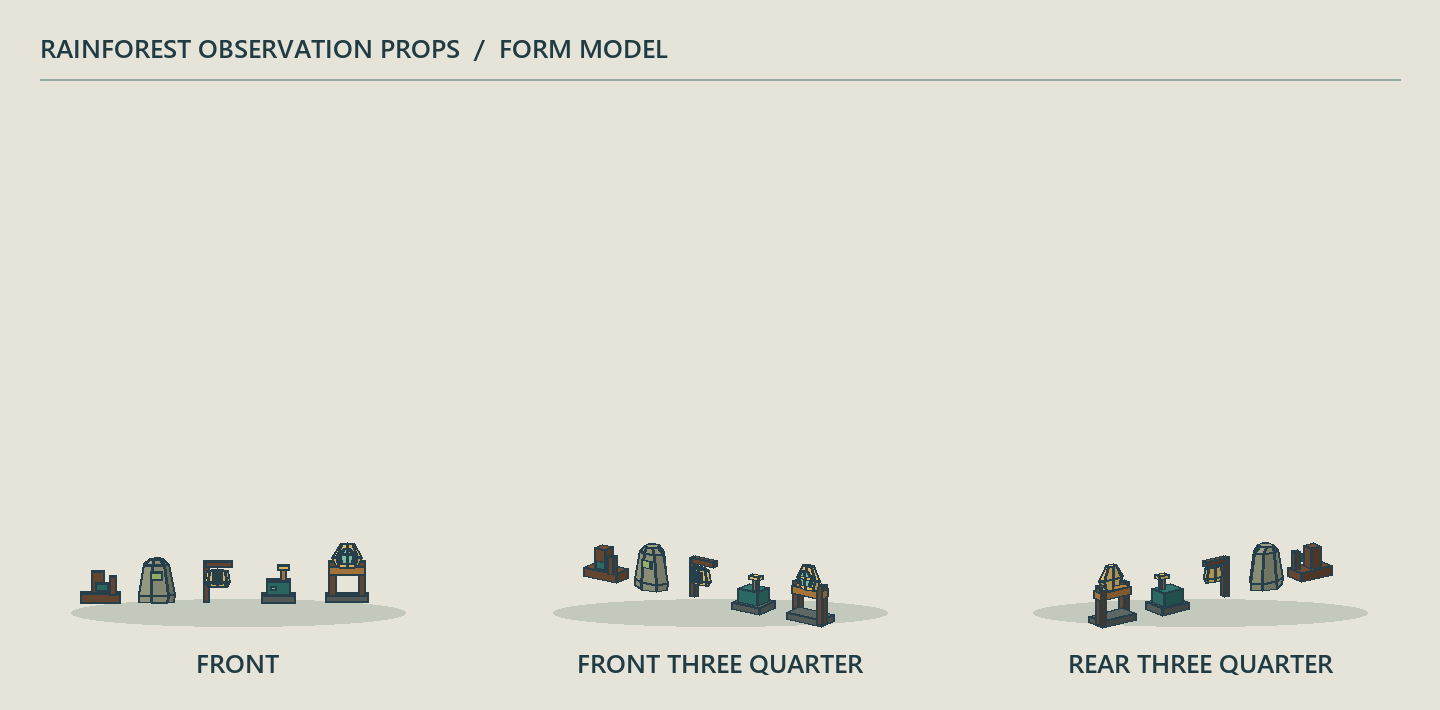 RAINFOREST OBSERVATION PROPS / FORM MODEL
FRONT
FRONT THREE QUARTER
REAR THREE QUARTER